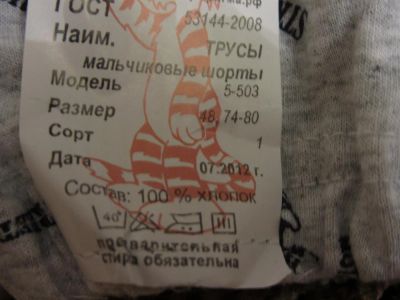 ГОСТ 53144-2008
Наим. ТРУСЫ
мальчиковые шорты
Модель 5-503
Размер 48, 74-80
Сорт 1
Дата 07.2012 г.
Состав: 100 % хлопок
40°
предварительная
стирка обязательна